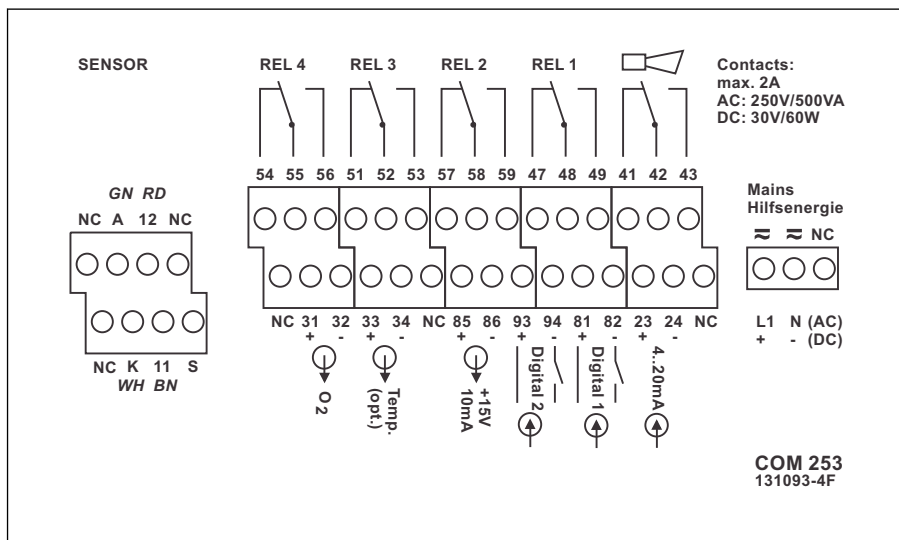 SENSOR
REL 4 REL 3 REL 2 REL 1
Contacts:
max. 2A
AC: 250V/500VA
DC: 30V/60W
54 55 56 51 52 53 57 58 59 47 48 49 41 42 43
GN RD
NC A 12 NC
NC K 11 S
WH BN
Mains
Hilfsenergie
≂ ≂ NC
NC 31 32 33 34 NC 85 86 93 94 81 82 23 24 NC
+ - + - + - + - + - + -
O2
Temp.
(opt.)
+15V
10mA
Digital 2
Digital 1
4..20mA
L1 N (AC)
+ - (DC)
COM 253
131093-4F